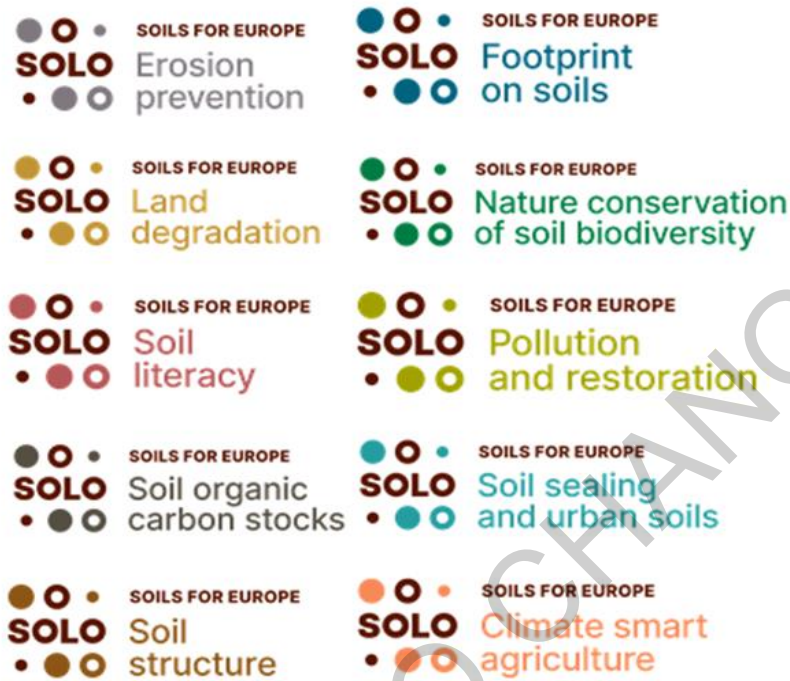 SOILS FOR EUROPE
SOLO Erosion
prevention
SOILS FOR EUROPE
SOLO Footprint
on soils
SOILS FOR EUROPE
SOLO Land
degradation
SOILS FOR EUROPE
SOLO Nature conservation
of soil biodiversity
SOILS FOR EUROPE
SOLO Soil
literacy
SOILS FOR EUROPE
SOLO Pollution
and restoration
SOILS FOR EUROPE
SOLO Soil organic
carbon stocks
SOILS FOR EUROPE
SOLO Soil sealing
and urban soils
SOILS FOR EUROPE
SOLO Soil
structure
SOILS FOR EUROPE
SOLO Climate smart
agriculture